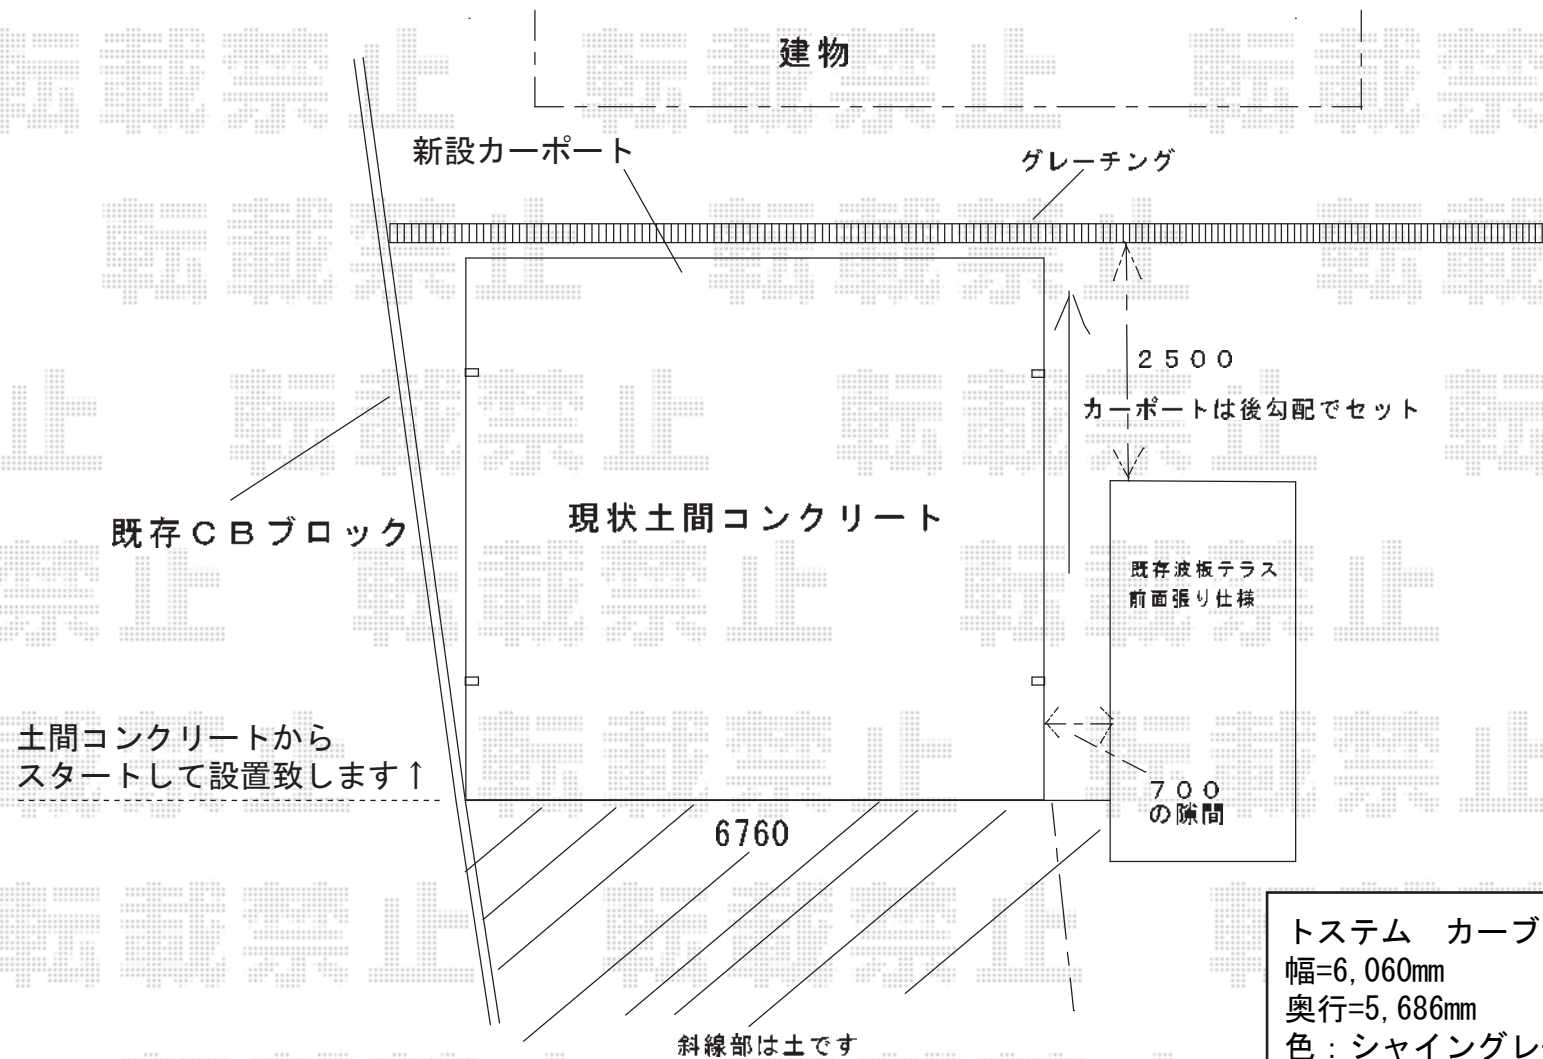 建物
新設カーポート
グレーチング
2500
カーポートは後勾配でセット
既存CBブロック
現状土間コンクリート
既存波板テラス
前面張り仕様
土間コンクリートから
スタートして設置致します↑
700
の隙間
6760
斜線部は土です
トステム　カーブ
幅=6,060mm
奥行=5,686mm
色：シャイングレ
転載禁止